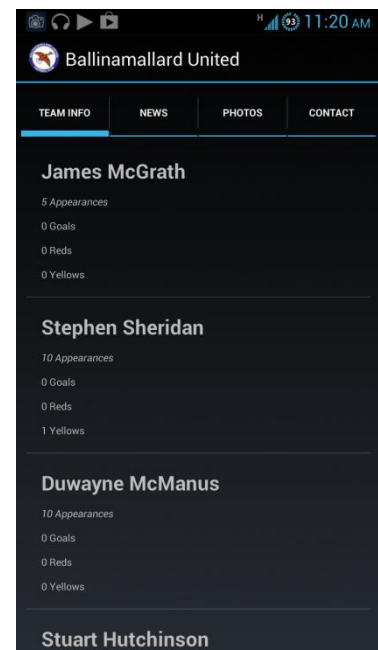 H 93 11:20 AM
Ballinamallard United
TEAM INFO NEWS PHOTOS CONTACT
James McGrath
5 Appearances
0 Goals
0 Reds
0 Yellows
Stephen Sheridan
10 Appearances
0 Goals
0 Reds
1 Yellows
Duwayne McManus
10 Appearances
0 Goals
0 Reds
0 Yellows
Stuart Hutchinson